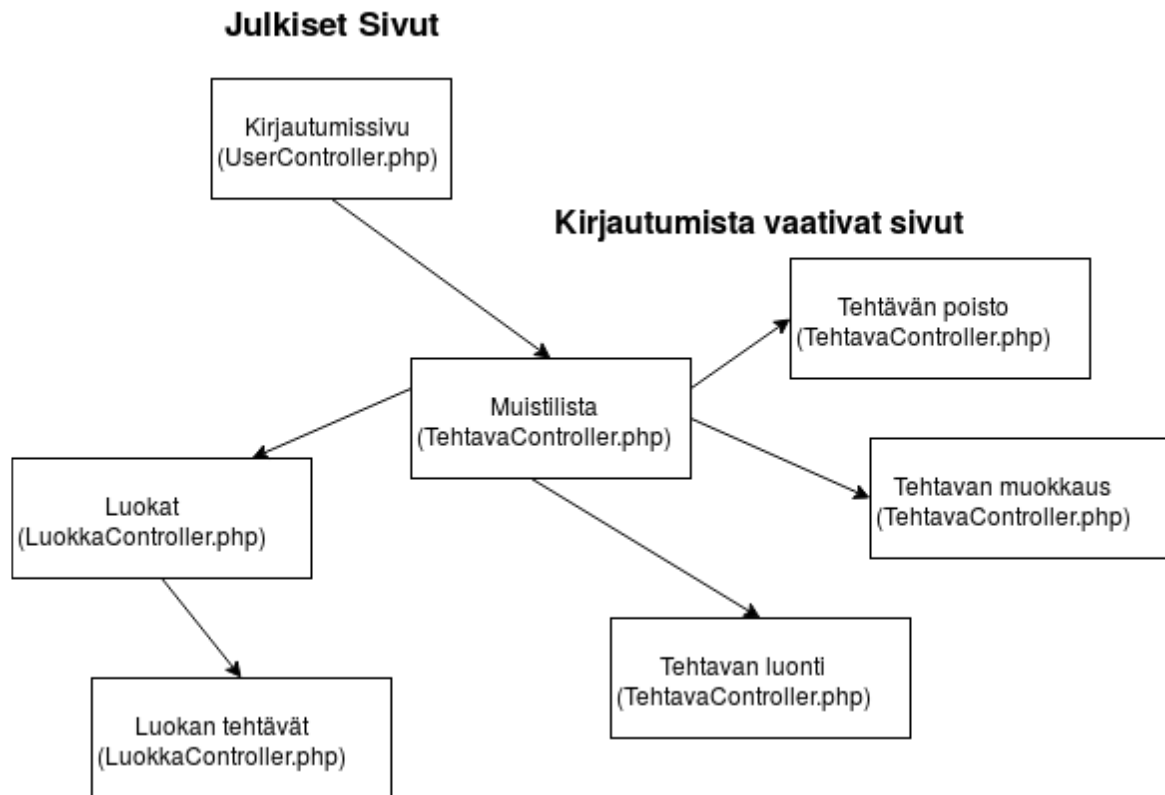 Julkiset Sivut
Kirjautumissivu
(UserController.php)
Kirjautumista vaativat sivut
Tehtävän poisto
(TehtavaController.php)
Muistilista
(TehtavaController.php)
Tehtavan muokkaus
(TehtavaController.php)
Luokat
(LuokkaController.php)
Tehtavan luonti
(TehtavaController.php)
Luokan tehtävät
(LuokkaController.php)